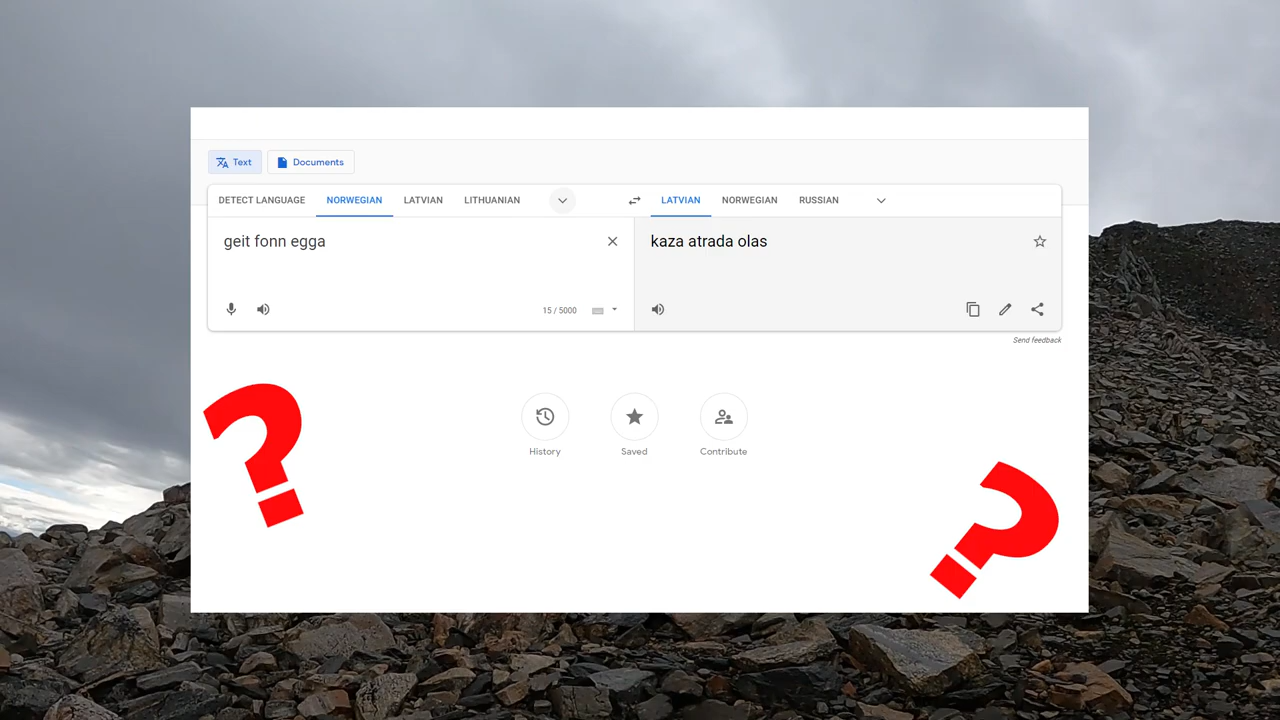 Text Documents
DETECT LANGUAGE NORWEGIAN LATVIAN LITHUANIAN LATVIAN NORWEGIAN RUSSIAN
geit fonn egga kaza atrada olas
15 / 5000
Send feedback
? ?
History Saved Contribute